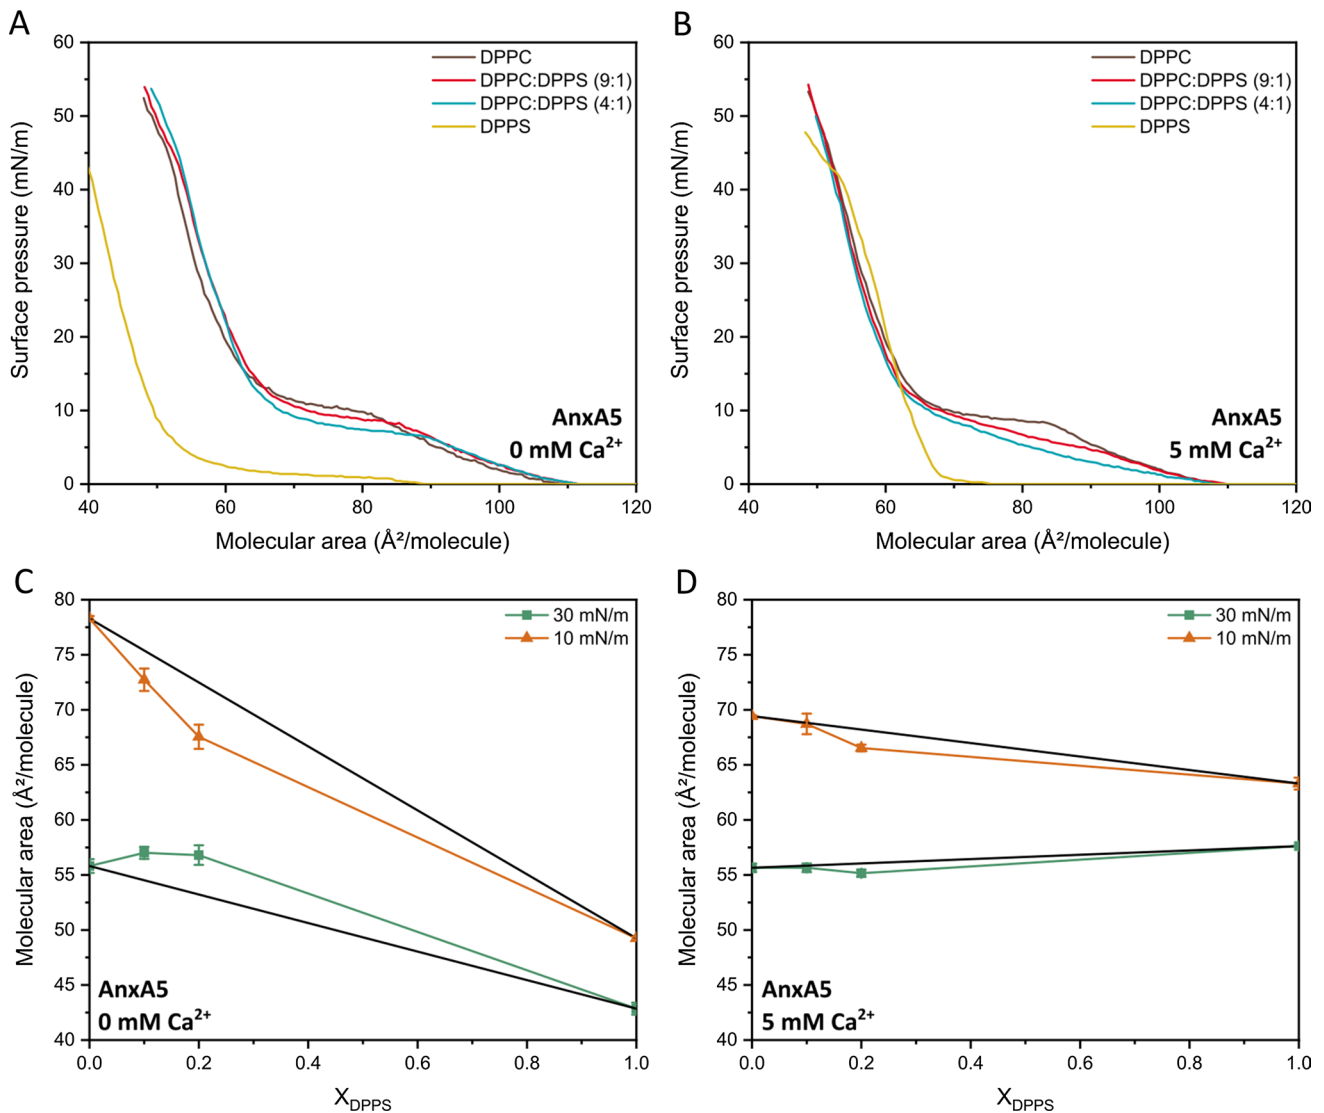 A
60
50
40
30
20
10
0
40
60
80
100
120
Surface pressure (mN/m)
Molecular area (Å²/molecule)
DPPC
DPPC:DPPS (9:1)
DPPC:DPPS (4:1)
DPPS
AnxA5
0 mM Ca²⁺
B
60
50
40
30
20
10
0
40
60
80
100
120
Surface pressure (mN/m)
Molecular area (Å²/molecule)
DPPC
DPPC:DPPS (9:1)
DPPC:DPPS (4:1)
DPPS
AnxA5
5 mM Ca²⁺
C
80
75
70
65
60
55
50
45
40
0.0
0.2
0.4
0.6
0.8
1.0
Molecular area (Å²/molecule)
X_DPPS
30 mN/m
10 mN/m
AnxA5
0 mM Ca²⁺
D
80
75
70
65
60
55
50
45
40
0.0
0.2
0.4
0.6
0.8
1.0
Molecular area (Å²/molecule)
X_DPPS
30 mN/m
10 mN/m
AnxA5
5 mM Ca²⁺